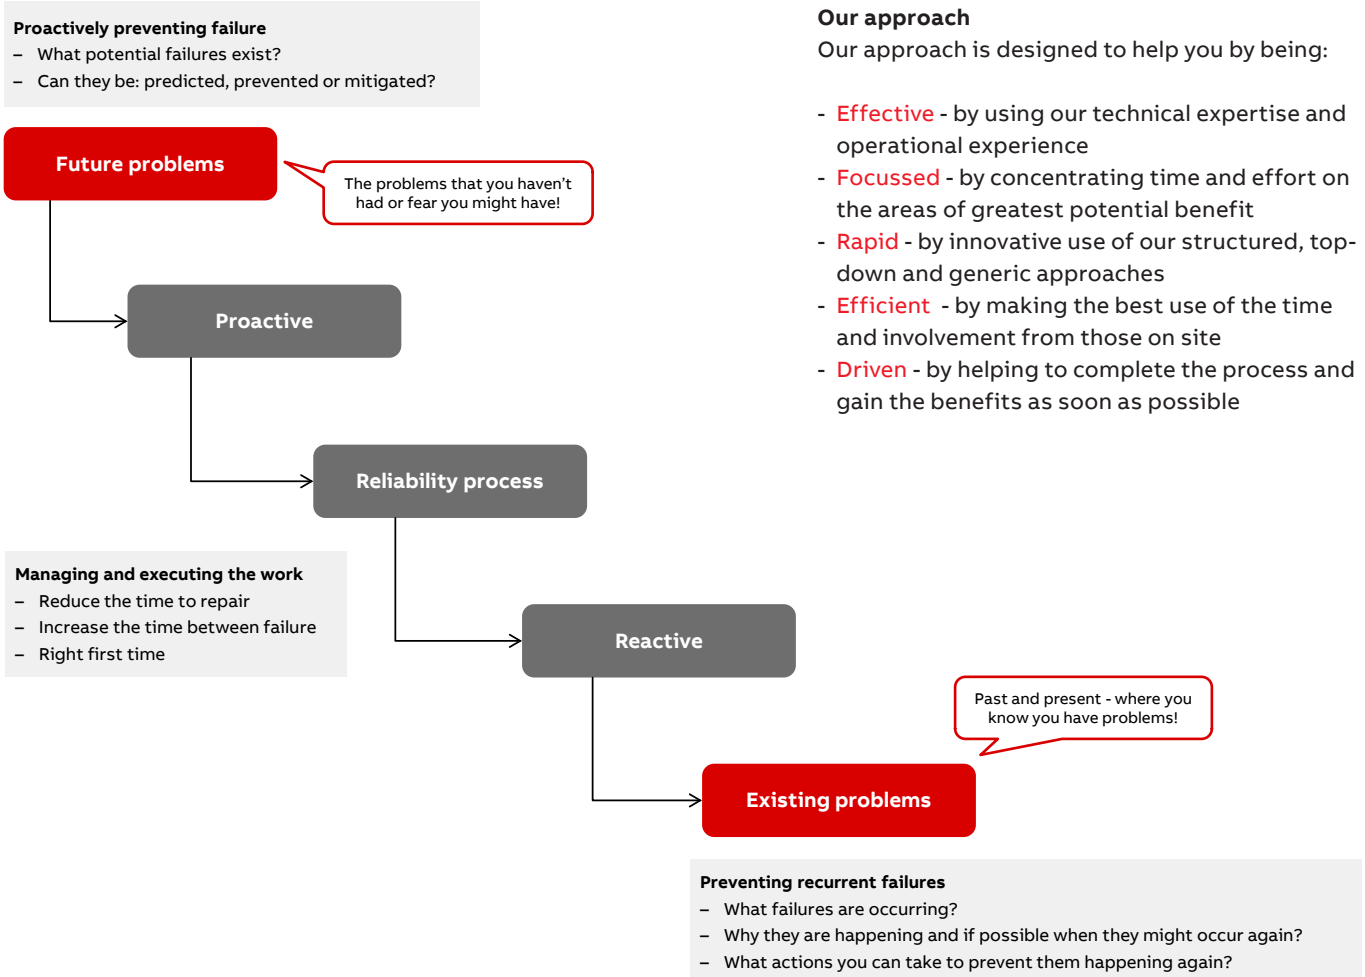 Proactively preventing failure
– What potential failures exist?
– Can they be: predicted, prevented or mitigated?
Future problems
The problems that you haven't
had or fear you might have!
Proactive
Reliability process
Managing and executing the work
– Reduce the time to repair
– Increase the time between failure
– Right first time
Reactive
Past and present - where you
know you have problems!
Existing problems
Preventing recurrent failures
– What failures are occurring?
– Why they are happening and if possible when they might occur again?
– What actions you can take to prevent them happening again?
Our approach
Our approach is designed to help you by being:
- Effective - by using our technical expertise and
operational experience
- Focussed - by concentrating time and effort on
the areas of greatest potential benefit
- Rapid - by innovative use of our structured, top-
down and generic approaches
- Efficient - by making the best use of the time
and involvement from those on site
- Driven - by helping to complete the process and
gain the benefits as soon as possible